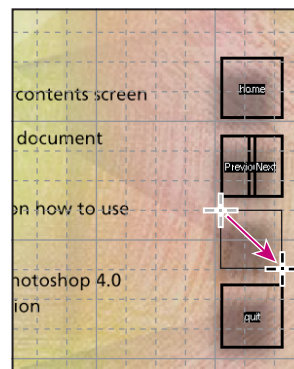 Home
contents screen
document
Previo Next
on how to use
hotoshop 4.0
ion
quit